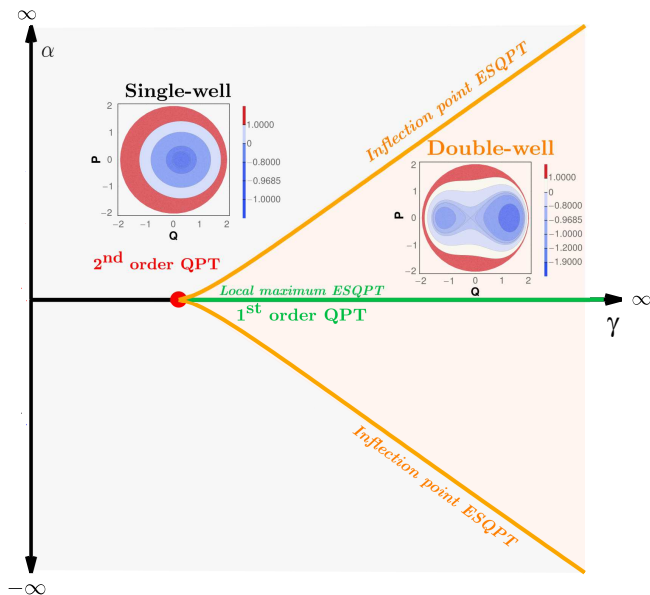 ∞
α
Single-well
2
1
0
−1
−2
P
−2 −1 0 1 2
Q
1.0000
0
−0.8000
−0.9685
−1.0000
Inflection point ESQPT
Double-well
2
1
0
−1
−2
P
−2 −1 0 1 2
Q
1.0000
0
−0.8000
−0.9685
−1.0000
−1.2000
−1.9000
2nd order QPT
Local maximum ESQPT
1st order QPT
∞
γ
Inflection point ESQPT
−∞